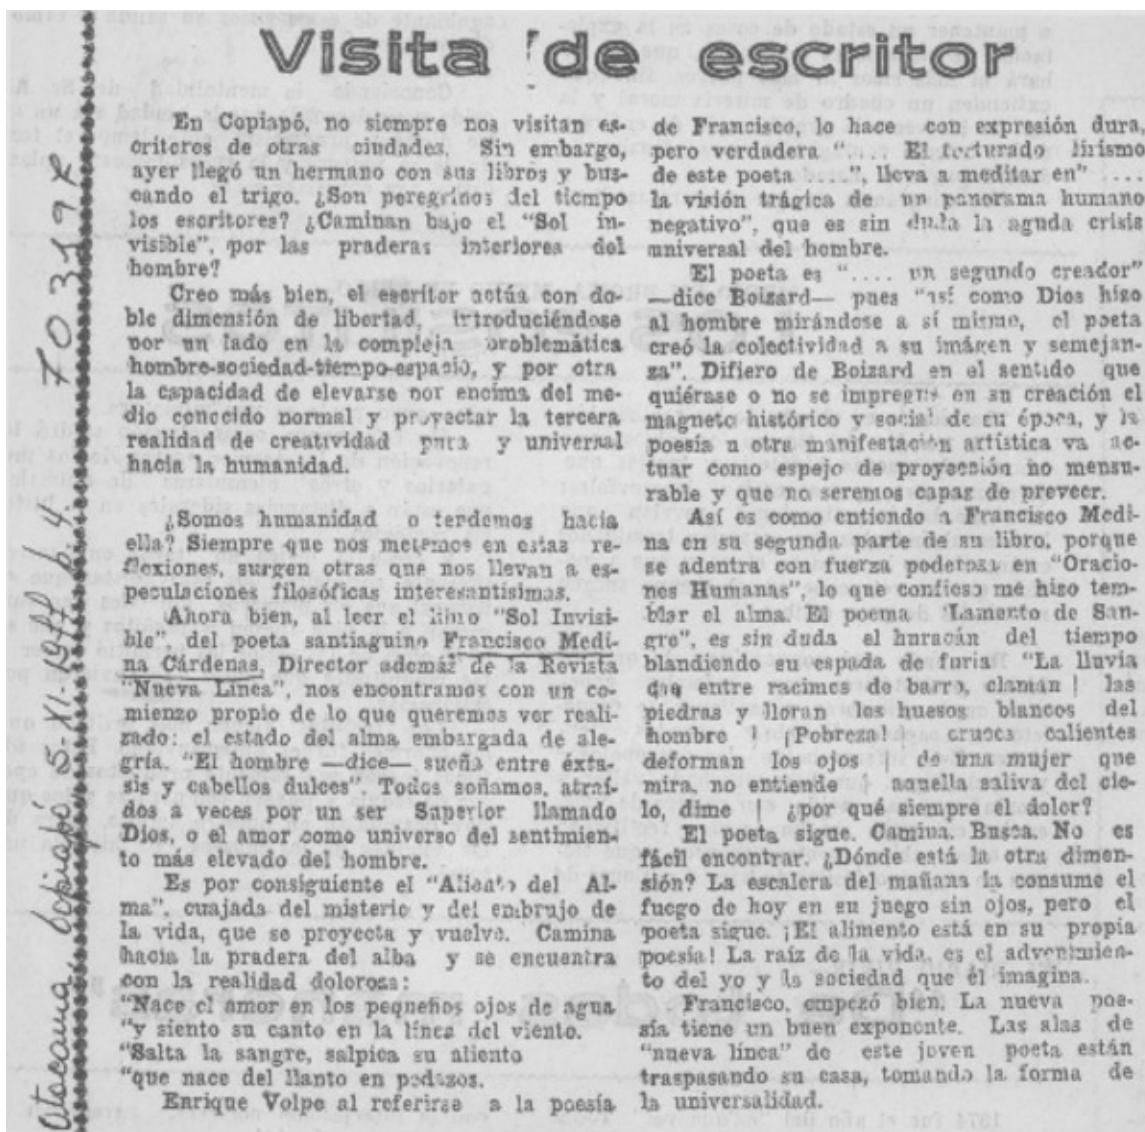 Visita de escritor
En Copiapó, no siempre nos visitan es-
critores de otras ciudades. Sin embargo,
ayer llegó un hermano con sus libros y bus-
cando el trigo. ¿Son peregrinos del tiempo
los escritores? ¿Caminan bajo el "Sol in-
visible", por las praderas interiores del
hombre?
Creo más bien, el escritor actúa con do
ble dimensión de libertad, introduciéndose
por un lado en la compleja problemática
hombre-sociedad-tiempo-espacio, y por otra
la capacidad de elevarse por encima del me-
dio conocido normal y proyectar la tercera
realidad de creatividad pura y universal
hacia la humanidad.
¿Somos humanidad o tendemos hacia
ella? Siempre que nos metemos en estas re-
flexiones, surgen otras que nos llevan a es-
peculaciones filosóficas interesantísimas.
Ahora bien, al leer el libro "Sol Invisi-
ble", del poeta santiaguino Francisco Medi-
na Cárdenas, Director además de la Revista
"Nueva Línea", nos encontramos con un co-
mienzo propio de lo que queremos ver reali-
zado: el estado del alma embargada de ale-
gría. "El hombre —dice— sueña entre éxta-
sis y cabellos dulces" Todos soñamos, atraí-
dos a veces por un ser Superior llamado
Dios, o el amor como universo del sentimien-
to más elevado del hombre.
Es por consiguiente el "Aliento del Al-
ma", cuajada del misterio y del embrujo de
la vida, que se proyecta y vuelve. Camina
hacia la pradera del alba y se encuentra
con la realidad dolorosa:
"Nace el amor en los pequeños ojos de agua
"y siento su canto en la línea del viento.
"Salta la sangre, salpica su aliento
"que nace del llanto en pedazos.
Enrique Volpe al referirse a la poesía
de Francisco, lo hace con expresión dura,
pero verdadera ".... El torturado lirismo
de este poeta ....", lleva a meditar en" ....
la visión trágica de un panorama humano
negativo", que es sin duda la aguda crisis
universal del hombre.
El poeta es ".... un segundo creador"
—dice Boizard— pues "así como Dios hizo
al hombre mirándose a sí mismo, el poeta
creó la colectividad a su imágen y semejan-
za". Difiero de Boizard en el sentido que
quiérase o no se impregna en su creación el
magneto histórico y social de su época, y la
poesía u otra manifestación artística va ac-
tuar como espejo de proyección no mensu-
rable y que no seremos capaz de preveer.
Así es como entiendo a Francisco Medi-
na en su segunda parte de su libro, porque
se adentra con fuerza poderosa en "Oracio-
nes Humanas", lo que confieso me hizo tem-
blar el alma. El poema 'Lamento de San-
gre", es sin duda el huracán del tiempo
blandiendo su espada de furia "La lluvia
cae entre racimos de barro, claman | las
piedras y lloran los huesos blancos del
hombre | ¡Pobreza! | cruces calientes
deforman los ojos | de una mujer que
mira, no entiende | aquella saliva del cie-
lo, dime | ¿por qué siempre el dolor?
El poeta sigue. Camina. Busca. No es
fácil encontrar. ¿Dónde está la otra dimen-
sión? La escalera del mañana la consume el
fuego de hoy en su juego sin ojos, pero el
poeta sigue. ¡El alimento está en su propia
poesía! La raíz de la vida, es el advenimien-
to del yo y la sociedad que él imagina.
Francisco, empezó bien. La nueva poe-
sía tiene un buen exponente. Las alas de
"nueva línea" de este joven poeta están
traspasando su casa, tomando la forma de
la universalidad.
Atacama, Copiapó, 5-XI-1977 p. 4.